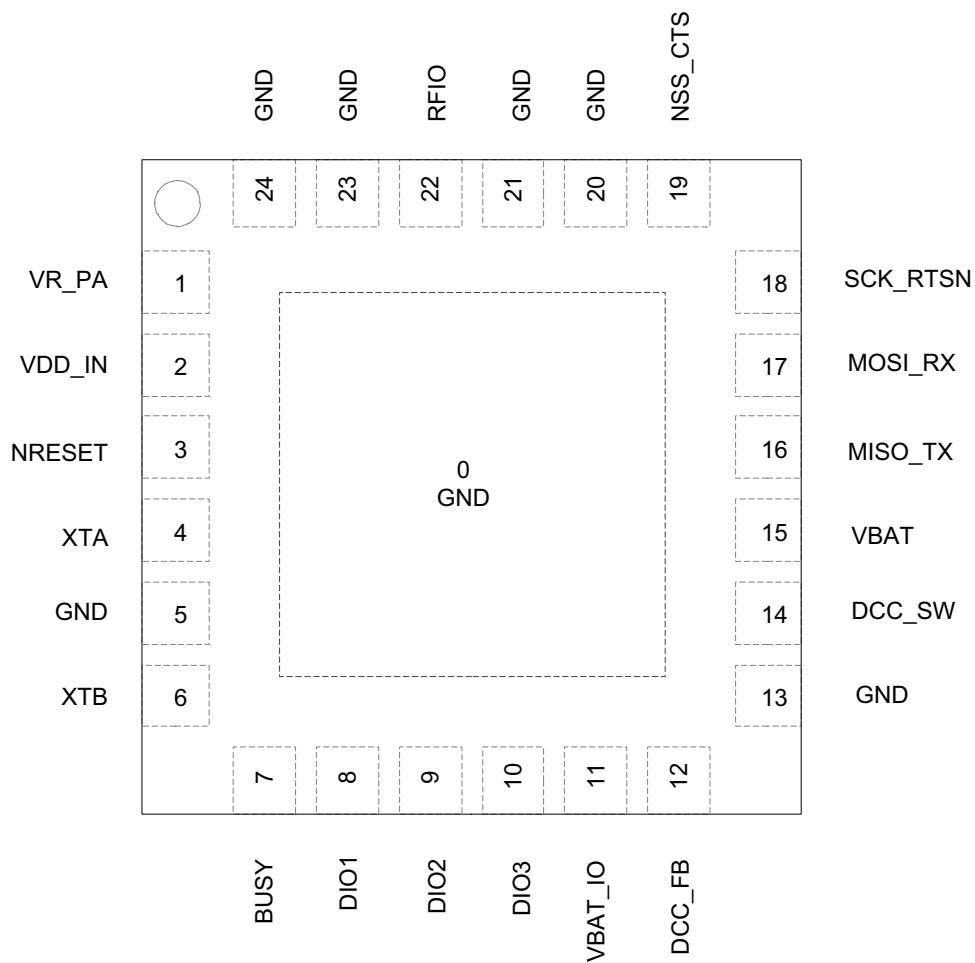 GND
GND
RFIO
GND
GND
NSS_CTS
24
23
22
21
20
19
VR_PA
1
18
SCK_RTSN
VDD_IN
2
17
MOSI_RX
NRESET
3
16
MISO_TX
0
GND
XTA
4
15
VBAT
GND
5
14
DCC_SW
XTB
6
13
GND
7
8
9
10
11
12
BUSY
DIO1
DIO2
DIO3
VBAT_IO
DCC_FB